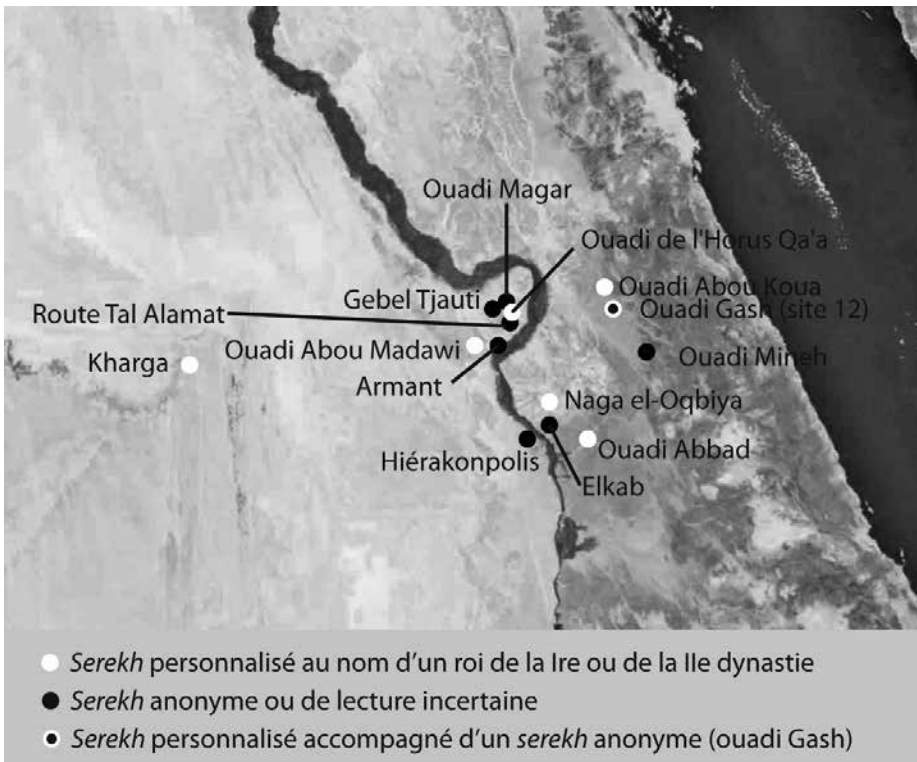 Ouadi Magar
Ouadi de l'Horus Qa'a
Ouadi Abou Koua
Gebel Tjauti
Ouadi Gash (site 12)
Route Tal Alamat
Ouadi Abou Madawi
Ouadi Mineh
Kharga
Armant
Naga el-Oqbiya
Ouadi Abbad
Hiérakonpolis
Elkab
Serekh personnalisé au nom d'un roi de la Ire ou de la IIe dynastie
Serekh anonyme ou de lecture incertaine
Serekh personnalisé accompagné d'un serekh anonyme (ouadi Gash)